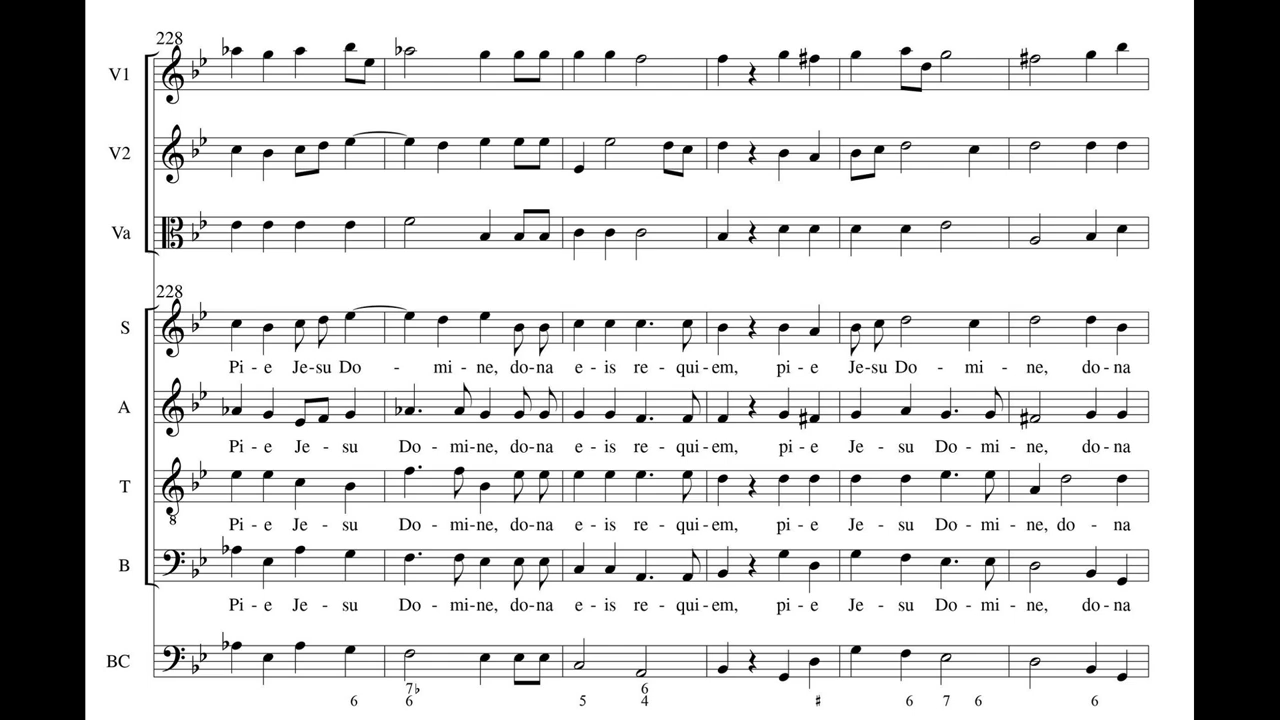 228
V1
V2
Va
228
S
Pi - e Je-su Do - mi - ne, do-na e - is re - qui-em, pi - e Je-su Do - mi - ne, do - na
A
Pi - e Je - su Do - mi-ne, do-na e - is re - qui-em, pi - e Je - su Do - mi - ne, do - na
T
Pi - e Je - su Do - mi-ne, do-na e - is re - qui-em, pi - e Je - su Do - mi - ne, do - na
B
Pi - e Je - su Do - mi-ne, do-na e - is re - qui-em, pi - e Je - su Do - mi - ne, do - na
BC
7♭ 6
6 6 5 4 ♯ 6 7 6 6